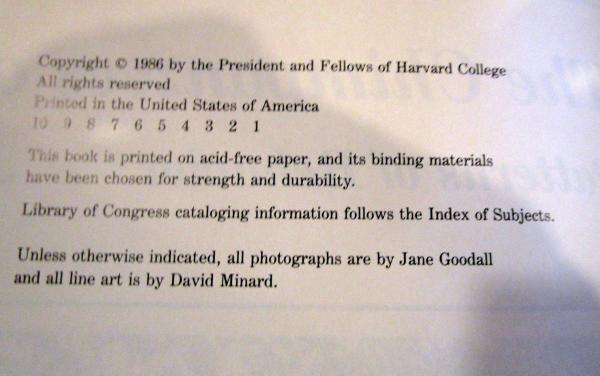 Copyright © 1986 by the President and Fellows of Harvard College
All rights reserved
Printed in the United States of America
10 9 8 7 6 5 4 3 2 1
This book is printed on acid-free paper, and its binding materials
have been chosen for strength and durability.
Library of Congress cataloging information follows the Index of Subjects.
Unless otherwise indicated, all photographs are by Jane Goodall
and all line art is by David Minard.